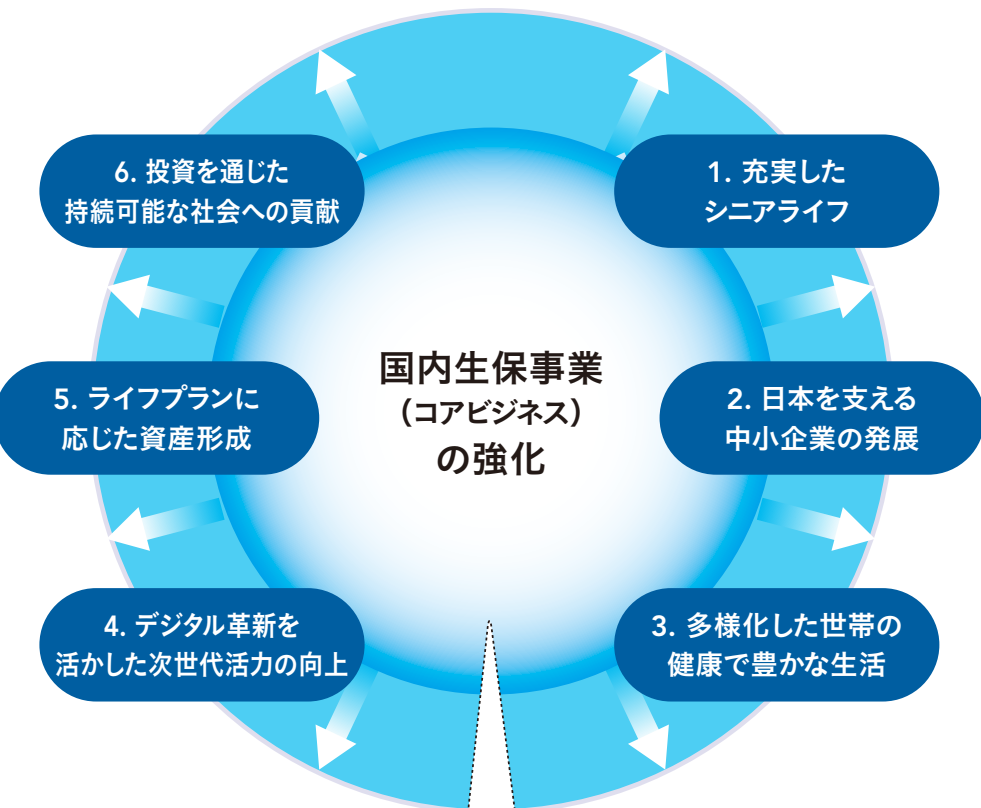 国内生保事業
(コアビジネス)
の強化
1. 充実した
シニアライフ
2. 日本を支える
中小企業の発展
3. 多様化した世帯の
健康で豊かな生活
4. デジタル革新を
活かした次世代活力の向上
5. ライフプランに
応じた資産形成
6. 投資を通じた
持続可能な社会への貢献